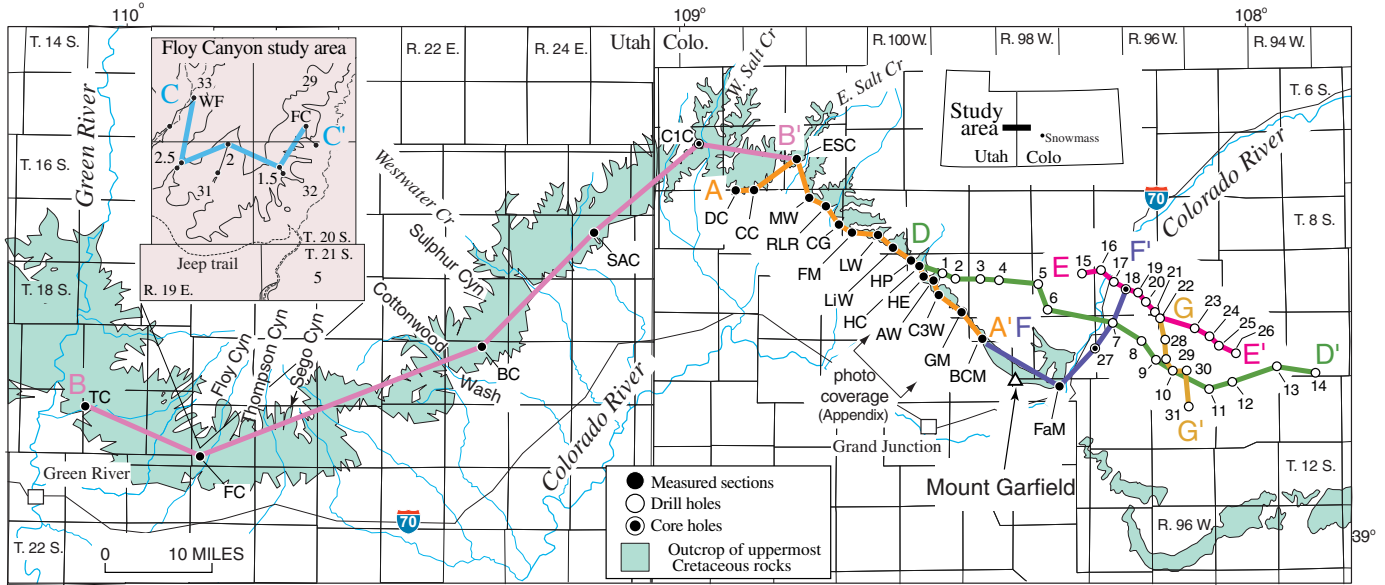 110°
109°
108°
T. 14 S.
Green River
R. 22 E.
R. 24 E.
Utah
Colo.
W. Salt Cr
E. Salt Cr
R. 100 W.
R. 98 W.
R. 96 W.
R. 94 W.
T. 6 S.
Floy Canyon study area
33
29
C
WF
FC
C'
2.5
2
1.5
31
32
T. 20 S.
T. 21 S.
Jeep trail
5
R. 19 E.
Study
area
Snowmass
Utah
Colo
T. 16 S.
C1C
B'
ESC
Westwater Cr
Sulphur Cyn
A
DC
CC
MW
RLR
CG
FM
LW
D
70
Colorado River
T. 8 S.
SAC
T. 18 S.
LiW
HP
HC
HE
AW
C3W
GM
BCM
1
2
3
4
5
6
E
15
16
17
F'
18
19
20
21
22
G
23
24
25
26
E'
7
8
9
10
27
28
29
30
31
G'
11
12
13
14
D'
A'
F
Cottonwood
Wash
Floy Cyn
Thompson Cyn
Sego Cyn
BC
B
TC
FC
Colorado River
photo
coverage
(Appendix)
Grand Junction
FaM
Mount Garfield
Green River
70
T. 12 S.
R. 96 W.
39°
T. 22 S.
0
10 MILES
Measured sections
Drill holes
Core holes
Outcrop of uppermost
Cretaceous rocks